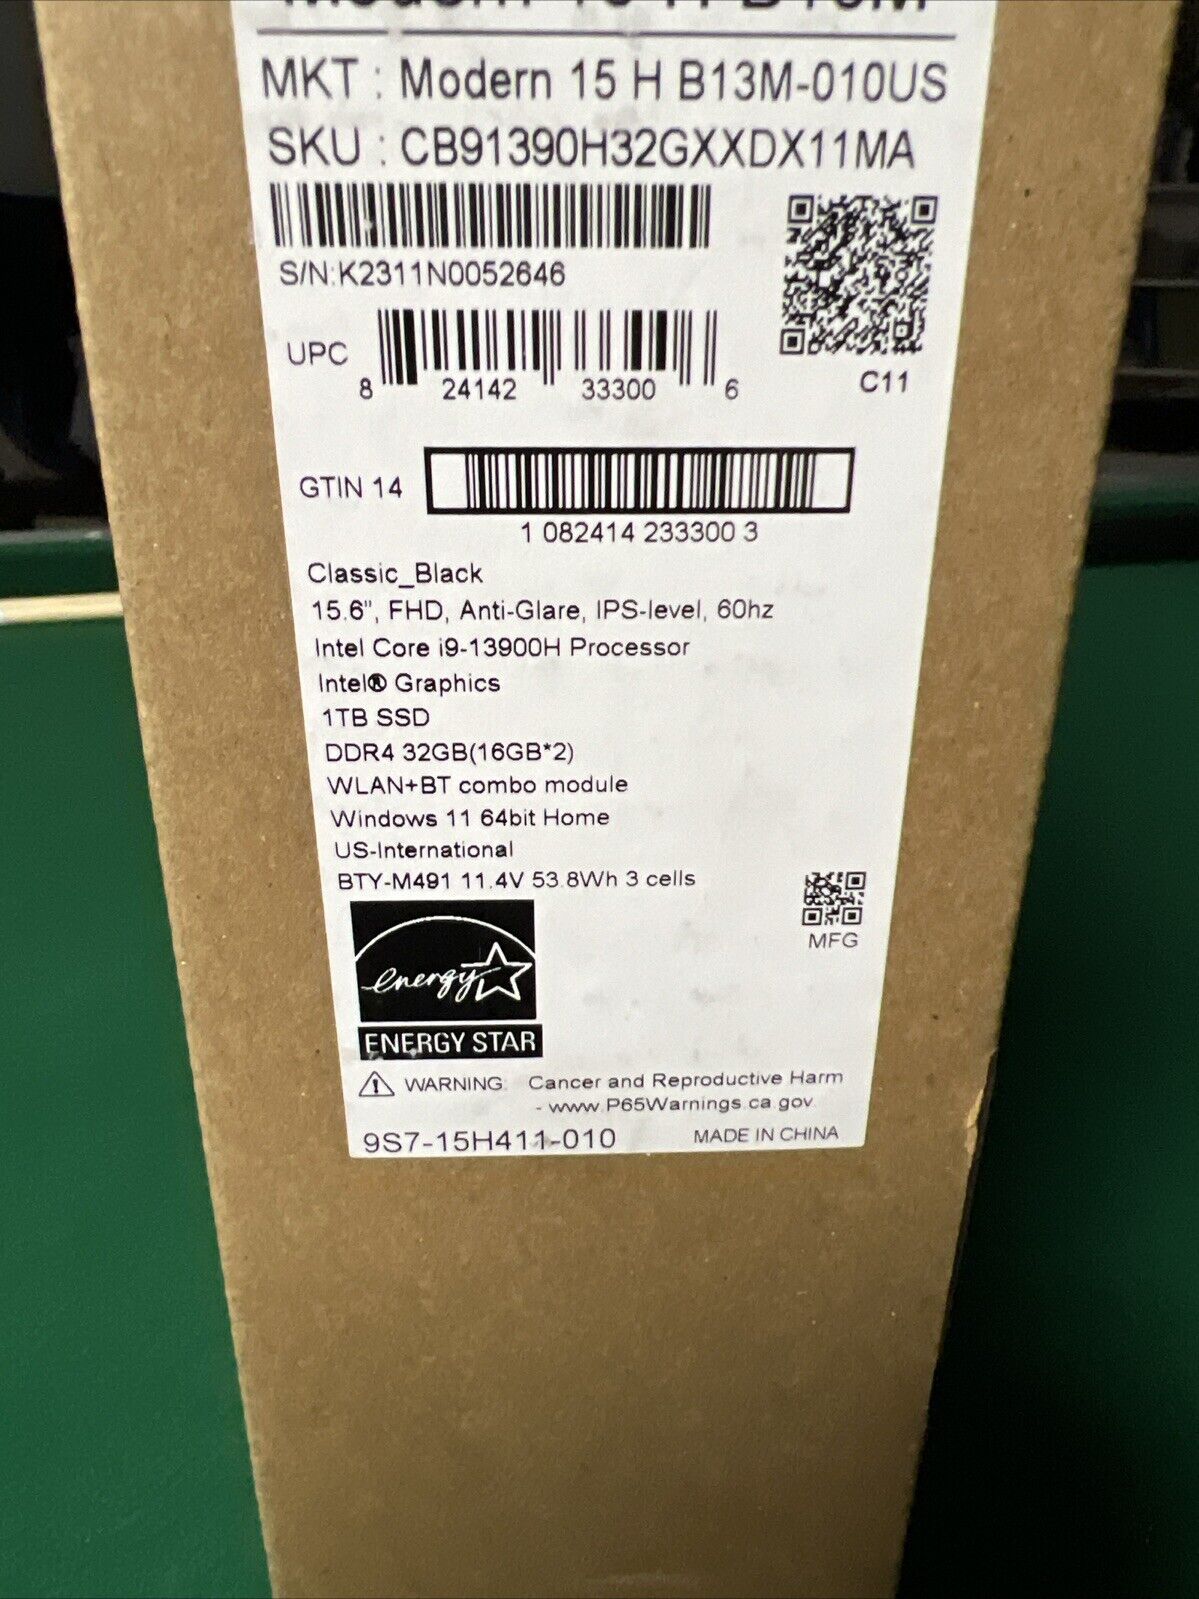 Modern 15 H B13M
MKT : Modern 15 H B13M-010US
SKU : CB91390H32GXXDX11MA
S/N:K2311N0052646
UPC 8 24142 33300 6
C11
GTIN 14
1 082414 233300 3
Classic_Black
15.6", FHD, Anti-Glare, IPS-level, 60hz
Intel Core i9-13900H Processor
Intel® Graphics
1TB SSD
DDR4 32GB(16GB*2)
WLAN+BT combo module
Windows 11 64bit Home
US-International
BTY-M491 11.4V 53.8Wh 3 cells
MFG
energy
ENERGY STAR
WARNING: Cancer and Reproductive Harm
- www.P65Warnings.ca.gov
9S7-15H411-010 MADE IN CHINA